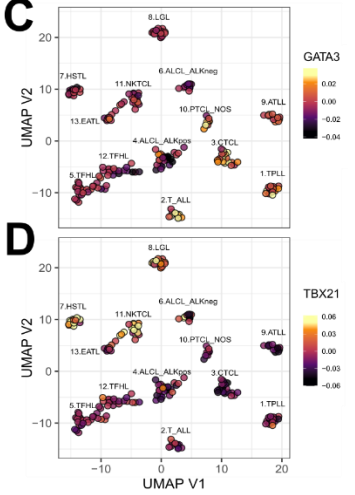 C
8.LGL
GATA3
20
7.HSTL
11.NKTCL
6.ALCL_ALKneg
0.02
10.PTCL_NOS
0.00
10
9.ATLL
-0.02
13.EATL
-0.04
UMAP V2
4.ALCL_ALKpos
3.CTCL
0
12.TFHL
5.TFHL
1.TPLL
-10
2.T_ALL
D
8.LGL
TBX21
20
7.HSTL
11.NKTCL
6.ALCL_ALKneg
0.06
10.PTCL_NOS
0.03
10
9.ATLL
0.00
13.EATL
-0.03
-0.06
UMAP V2
4.ALCL_ALKpos
3.CTCL
0
12.TFHL
5.TFHL
1.TPLL
-10
2.T_ALL
-10 0 10 20
UMAP V1